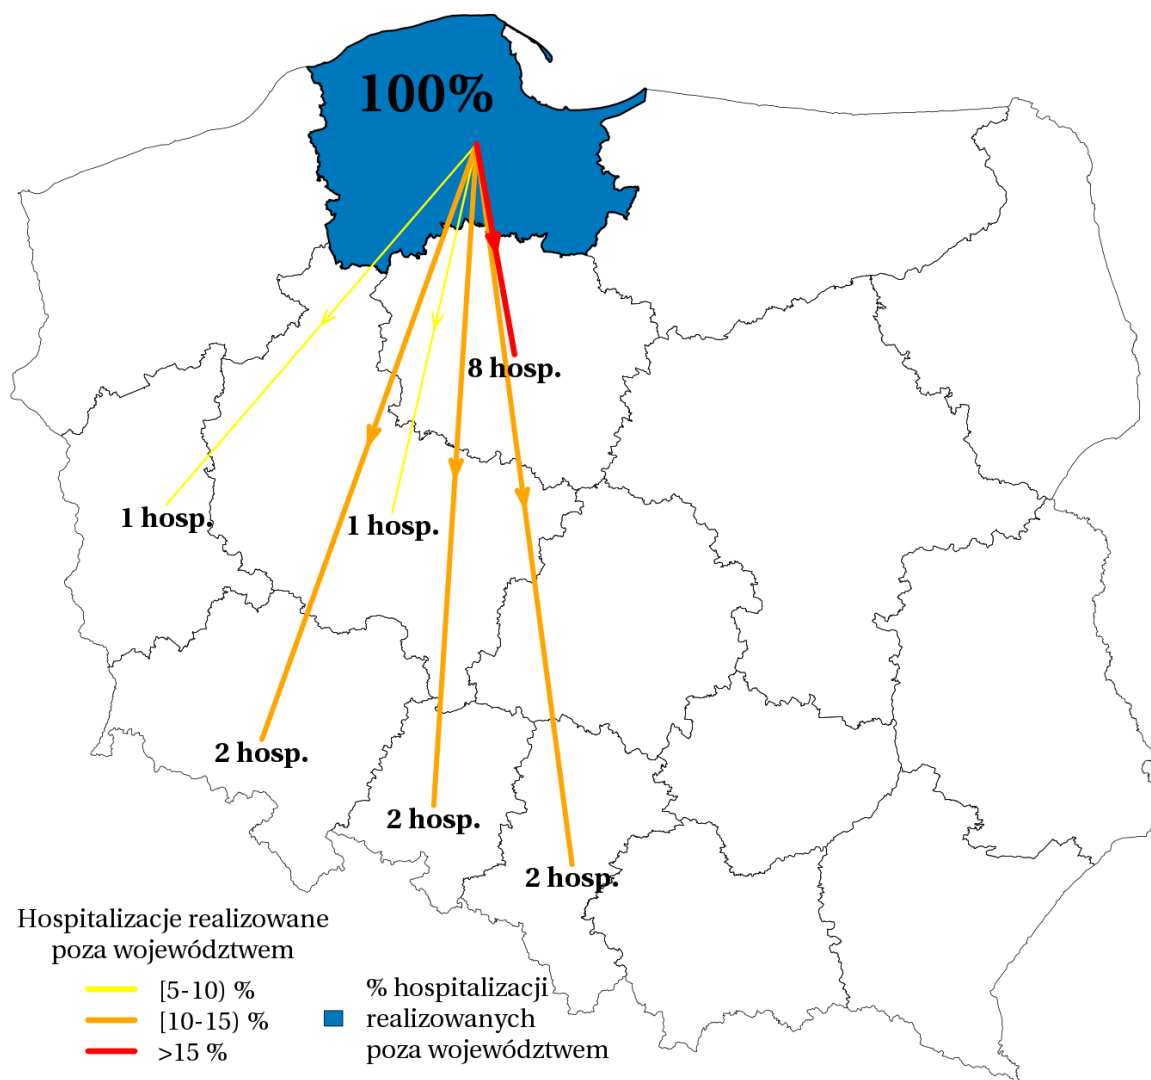 100%
8 hosp.
1 hosp.
1 hosp.
2 hosp.
2 hosp.
2 hosp.
Hospitalizacje realizowane
poza województwem
[5-10) %
[10-15) %
>15 %
% hospitalizacji
realizowanych
poza województwem